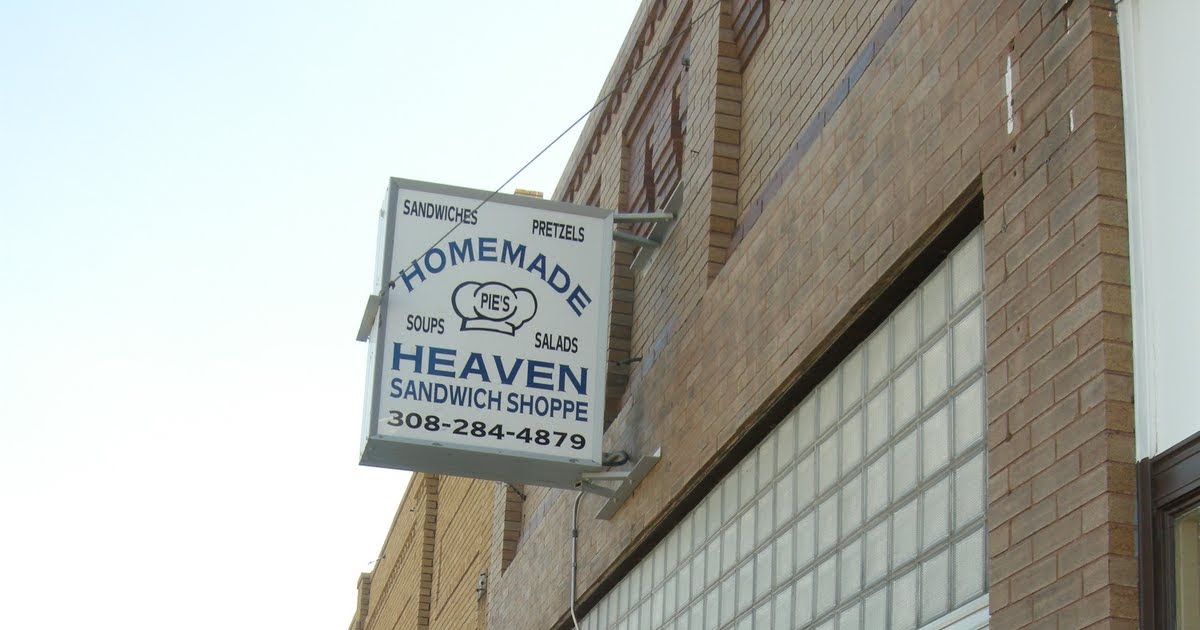 SANDWICHES PRETZELS
HOMEMADE
PIE'S
SOUPS SALADS
HEAVEN
SANDWICH SHOPPE
308-284-4879